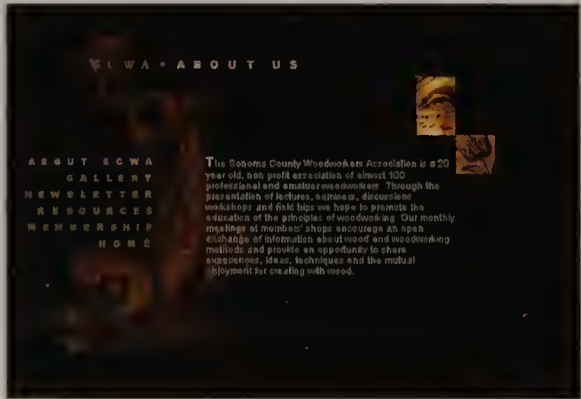 SCWA • ABOUT US
ABOUT SCWA
GALLERY
NEWSLETTER
RESOURCES
MEMBERSHIP
HOME
The Sonoma County Woodworkers Association is a 20
year old, non profit association of almost 100
professional and amatuer woodworkers. Through the
presentation of lectures, seminars, discussions
workshops and field trips we hope to promote the
education of the principles of woodworking. Our monthly
meetings at members' shops encourage an open
exchange of information about wood and woodworking
methods and provide an opportunity to share
experiences, ideas, techniques and the mutual
enjoyment for creating with wood.